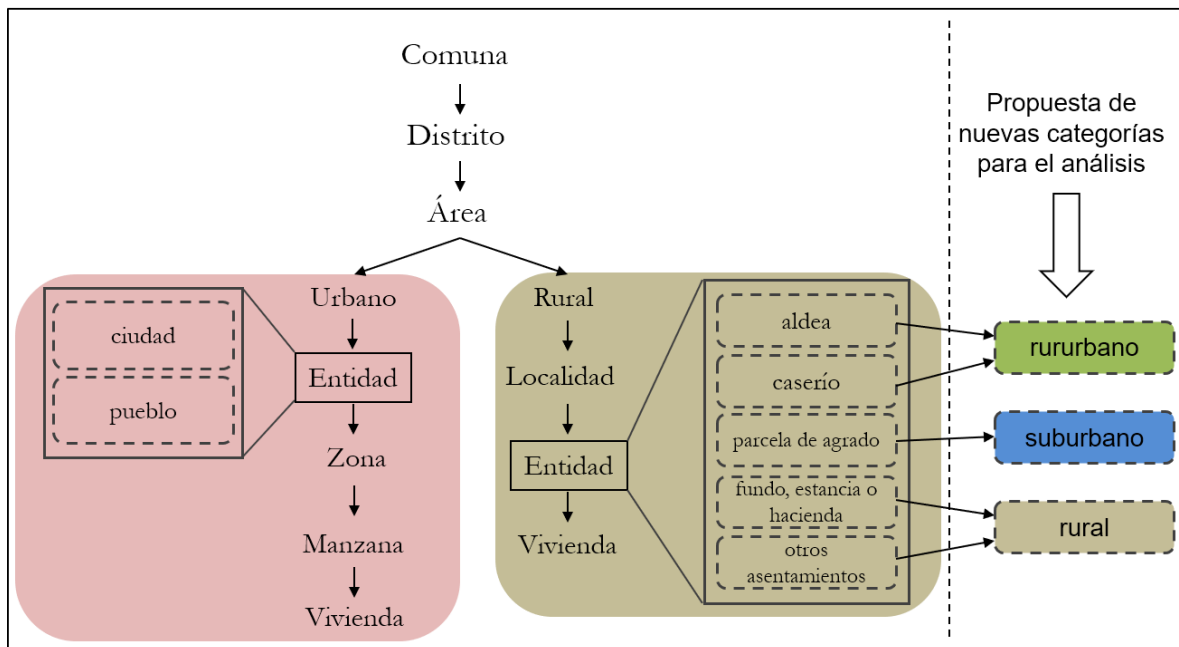 Comuna
Distrito
Área
Urbano
Entidad
ciudad
pueblo
Zona
Manzana
Vivienda
Rural
Localidad
Entidad
Vivienda
aldea
caserío
parcela de agrado
fundo, estancia o
hacienda
otros
asentamientos
Propuesta de
nuevas categorías
para el análisis
rururbano
suburbano
rural